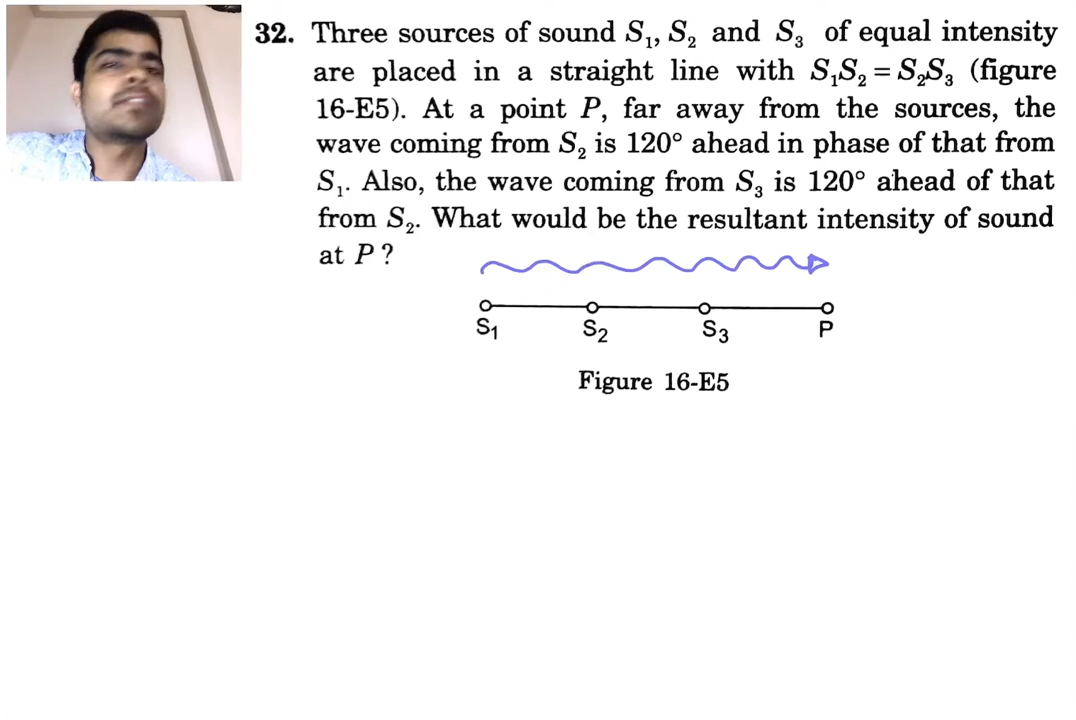 32. Three sources of sound S₁, S₂ and S₃ of equal intensity
are placed in a straight line with S₁S₂ = S₂S₃ (figure
16-E5). At a point P, far away from the sources, the
wave coming from S₂ is 120° ahead in phase of that from
S₁. Also, the wave coming from S₃ is 120° ahead of that
from S₂. What would be the resultant intensity of sound
at P ?
S₁ S₂ S₃ P
Figure 16-E5